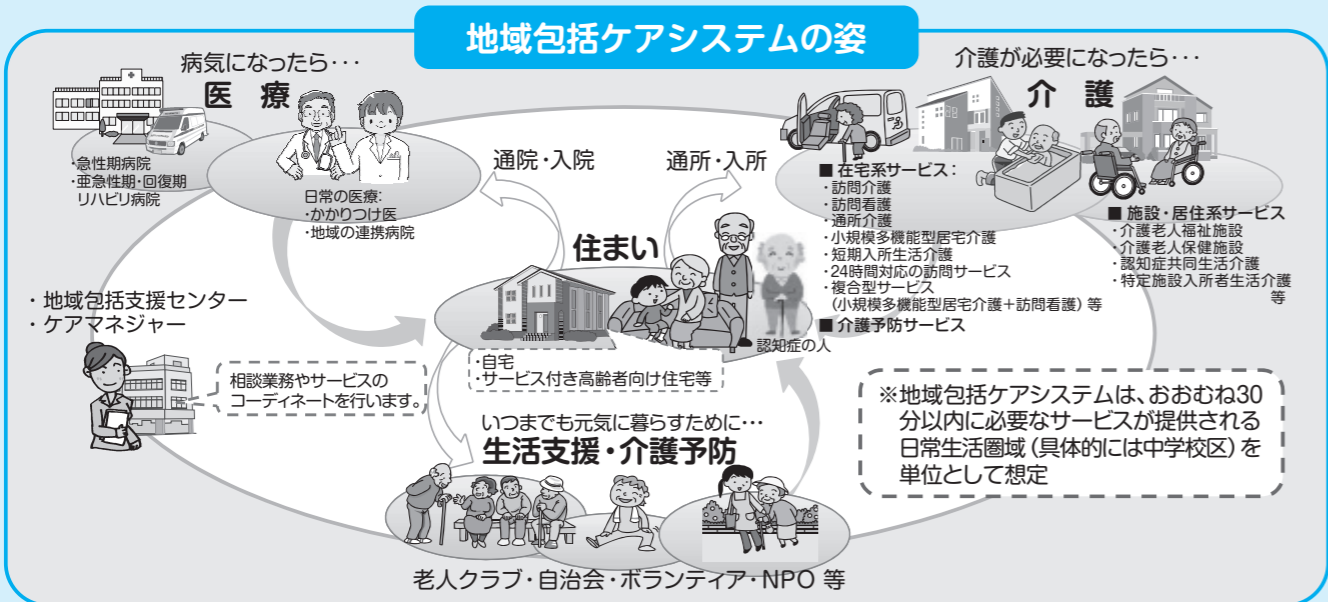 地域包括ケアシステムの姿
病気になったら･･･
医 療
・急性期病院
・亜急性期・回復期
リハビリ病院
日常の医療:
・かかりつけ医
・地域の連携病院
通院・入院
通所・入所
介護が必要になったら･･･
介 護
■ 在宅系サービス:
・訪問介護
・訪問看護
・通所介護
・小規模多機能型居宅介護
・短期入所生活介護
・24時間対応の訪問サービス
・複合型サービス
(小規模多機能型居宅介護+訪問看護) 等
■ 介護予防サービス
■ 施設・居住系サービス
・介護老人福祉施設
・介護老人保健施設
・認知症共同生活介護
・特定施設入所者生活介護
等
住まい
認知症の人
・自宅
・サービス付き高齢者向け住宅等
・地域包括支援センター
・ケアマネジャー
相談業務やサービスの
コーディネートを行います。
いつまでも元気に暮らすために･･･
生活支援・介護予防
老人クラブ・自治会・ボランティア・NPO 等
※地域包括ケアシステムは、おおむね30
分以内に必要なサービスが提供される
日常生活圏域(具体的には中学校区)を
単位として想定